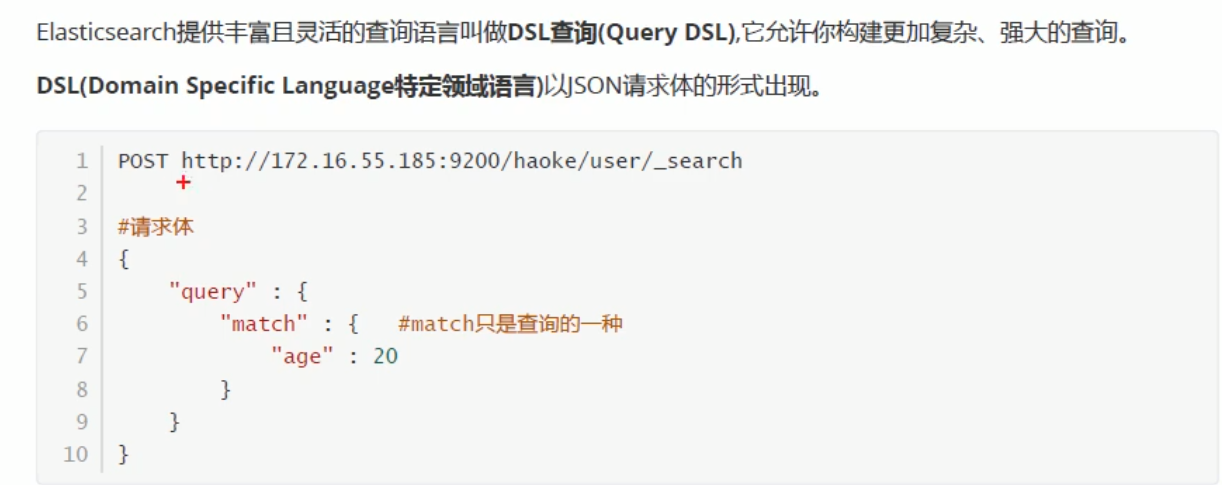 Elasticsearch提供丰富且灵活的查询语言叫做DSL查询(Query DSL),它允许你构建更加复杂、强大的查询。
DSL(Domain Specific Language特定领域语言)以JSON请求体的形式出现。
1 POST http://172.16.55.185:9200/haoke/user/_search
2
3 #请求体
4 {
5     "query" : {
6         "match" : {   #match只是查询的一种
7             "age" : 20
8         }
9     }
10 }